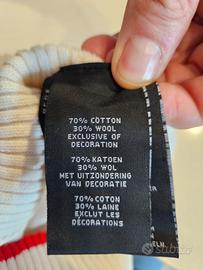 70% COTTON
30% WOOL
EXCLUSIVE OF
DECORATION
70% KATOEN
30% WOL
MET UITZONDERING
VAN DECORATIE
70% COTON
30% LAINE
EXCLUT LES
DÉCORATIONS
subito